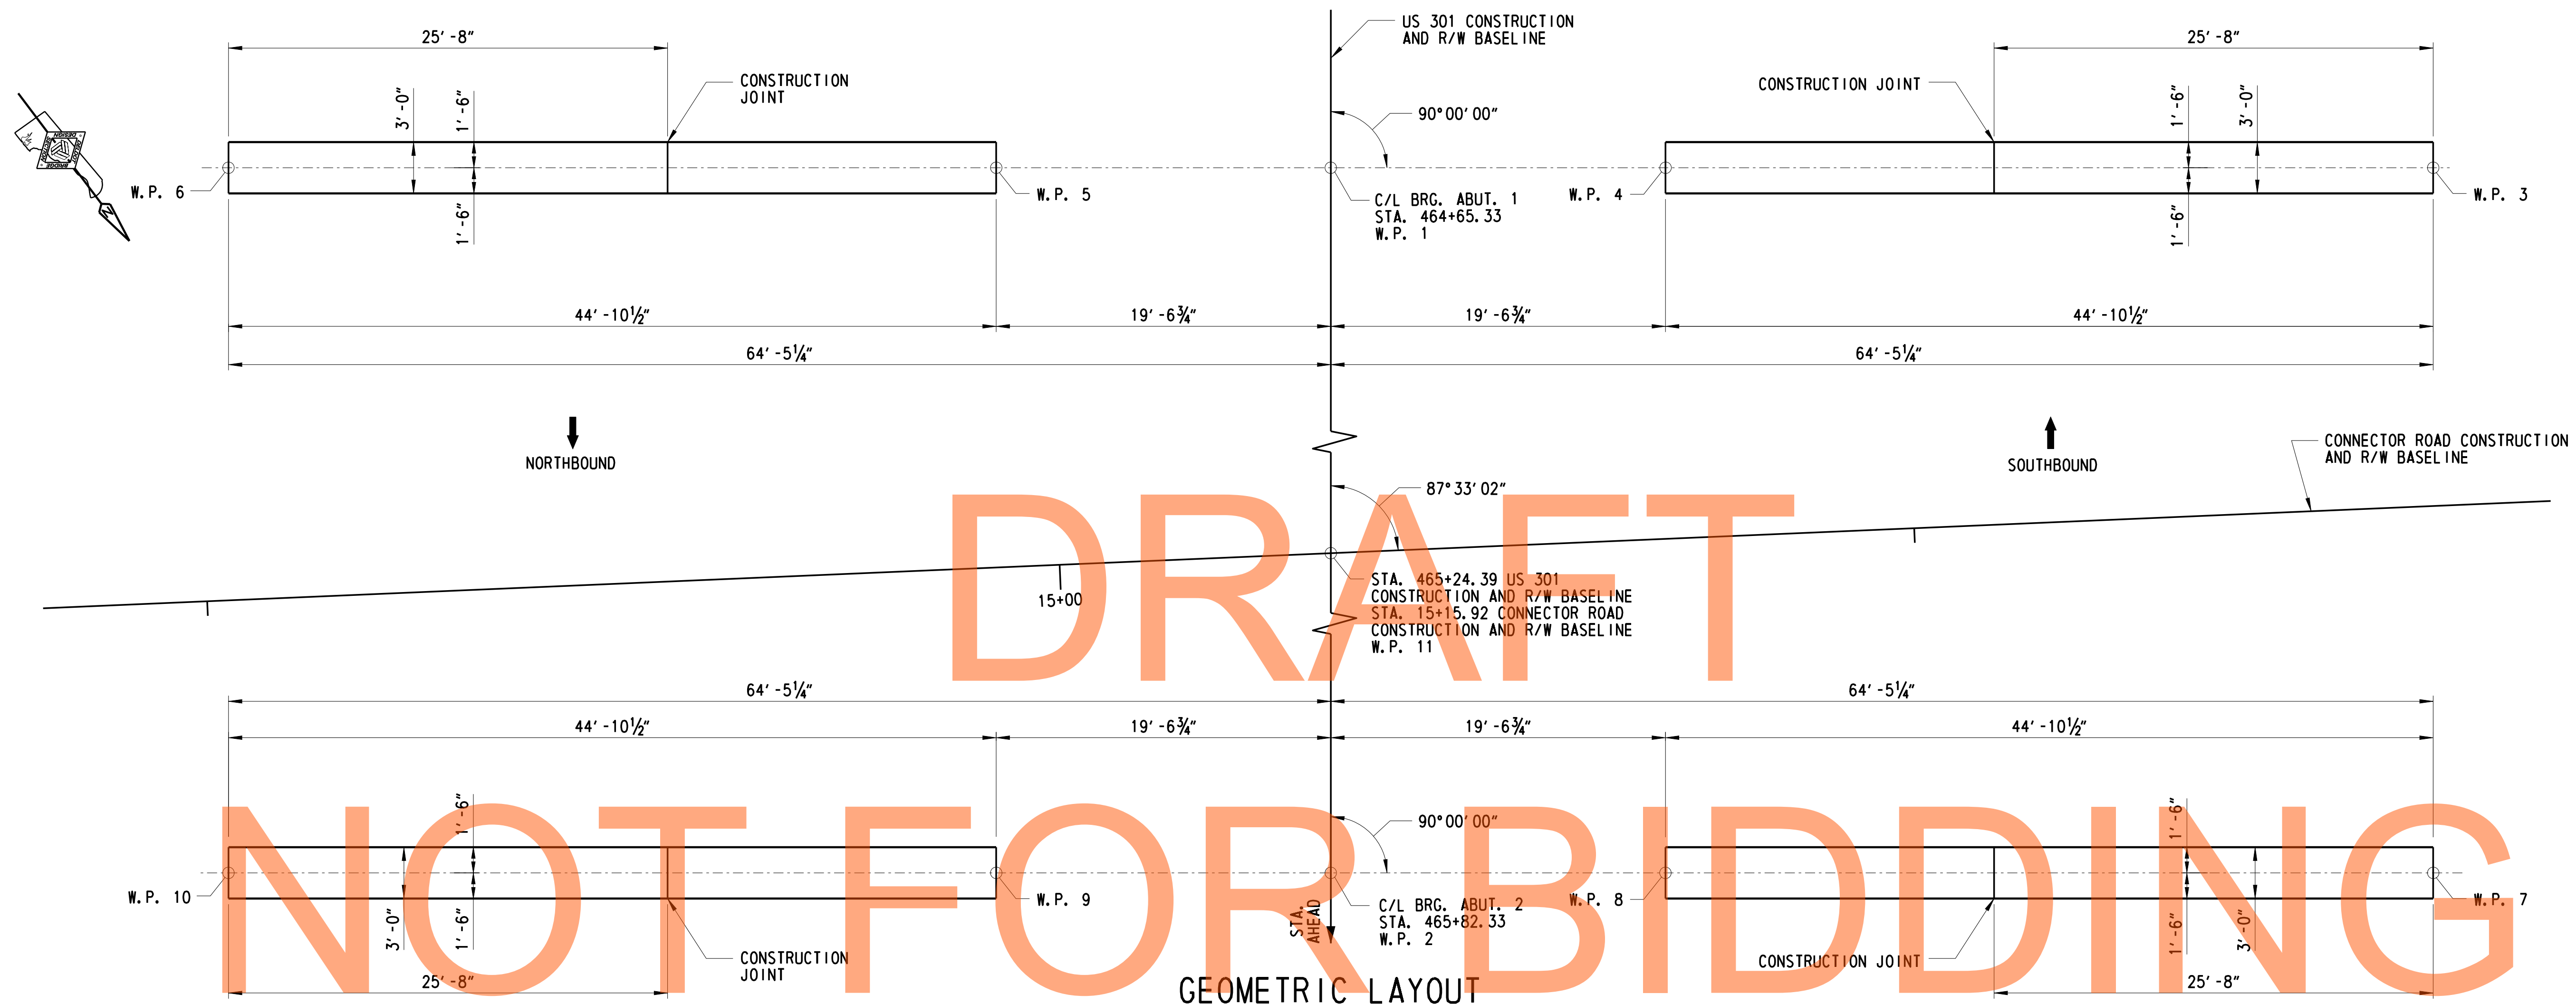 US 301 CONSTRUCTION
AND R/W BASELINE
25'-8"
25'-8"
CONSTRUCTION
JOINT
CONSTRUCTION JOINT
3'-0"
1'-6"
1'-6"
90°00'00"
1'-6"
3'-0"
1'-6"
W.P. 6
W.P. 5
C/L BRG. ABUT. 1
STA. 464+65.33
W.P. 1
W.P. 4
W.P. 3
N
44'-10½"
19'-6¾"
19'-6¾"
44'-10½"
64'-5¼"
64'-5¼"
NORTHBOUND
SOUTHBOUND
CONNECTOR ROAD CONSTRUCTION
AND R/W BASELINE
87°33'02"
DRAFT
15+00
STA. 465+24.39 US 301
CONSTRUCTION AND R/W BASELINE
STA. 15+15.92 CONNECTOR ROAD
CONSTRUCTION AND R/W BASELINE
W.P. 11
64'-5¼"
64'-5¼"
44'-10½"
19'-6¾"
19'-6¾"
44'-10½"
NOT FOR BIDDING
1'-6"
3'-0"
1'-6"
90°00'00"
1'-6"
1'-6"
3'-0"
W.P. 10
W.P. 9
STA.
AHEAD
C/L BRG. ABUT. 2
STA. 465+82.33
W.P. 2
W.P. 8
W.P. 7
CONSTRUCTION
JOINT
CONSTRUCTION JOINT
25'-8"
25'-8"
GEOMETRIC LAYOUT